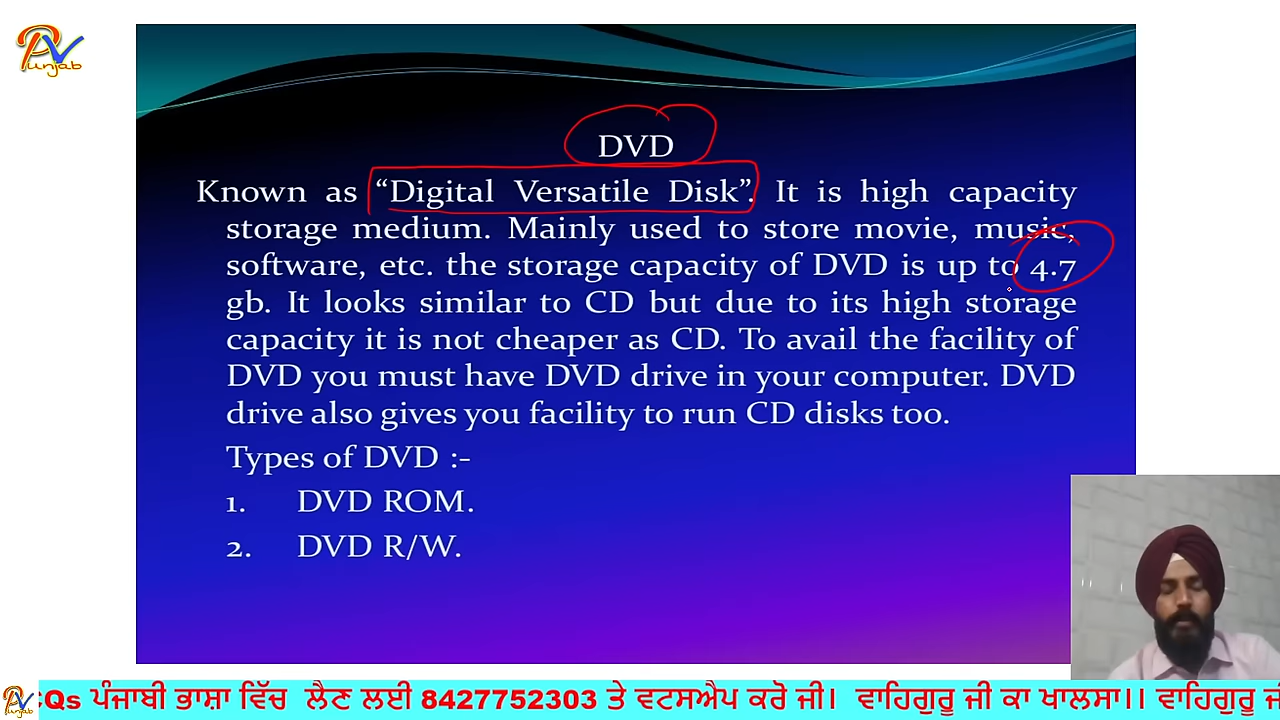 PV
unjab
DVD
Known as “Digital Versatile Disk”. It is high capacity
storage medium. Mainly used to store movie, music,
software, etc. the storage capacity of DVD is up to 4.7
gb. It looks similar to CD but due to its high storage
capacity it is not cheaper as CD. To avail the facility of
DVD you must have DVD drive in your computer. DVD
drive also gives you facility to run CD disks too.
Types of DVD :-
1. DVD ROM.
2. DVD R/W.
PV
unjab
Qs ਪੰਜਾਬੀ ਭਾਸ਼ਾ ਵਿੱਚ ਲੈਣ ਲਈ 8427752303 ਤੇ ਵਟਸਐਪ ਕਰੋ ਜੀ। ਵਾਹਿਗੁਰੂ ਜੀ ਕਾ ਖਾਲਸਾ।। ਵਾਹਿਗੁਰੂ